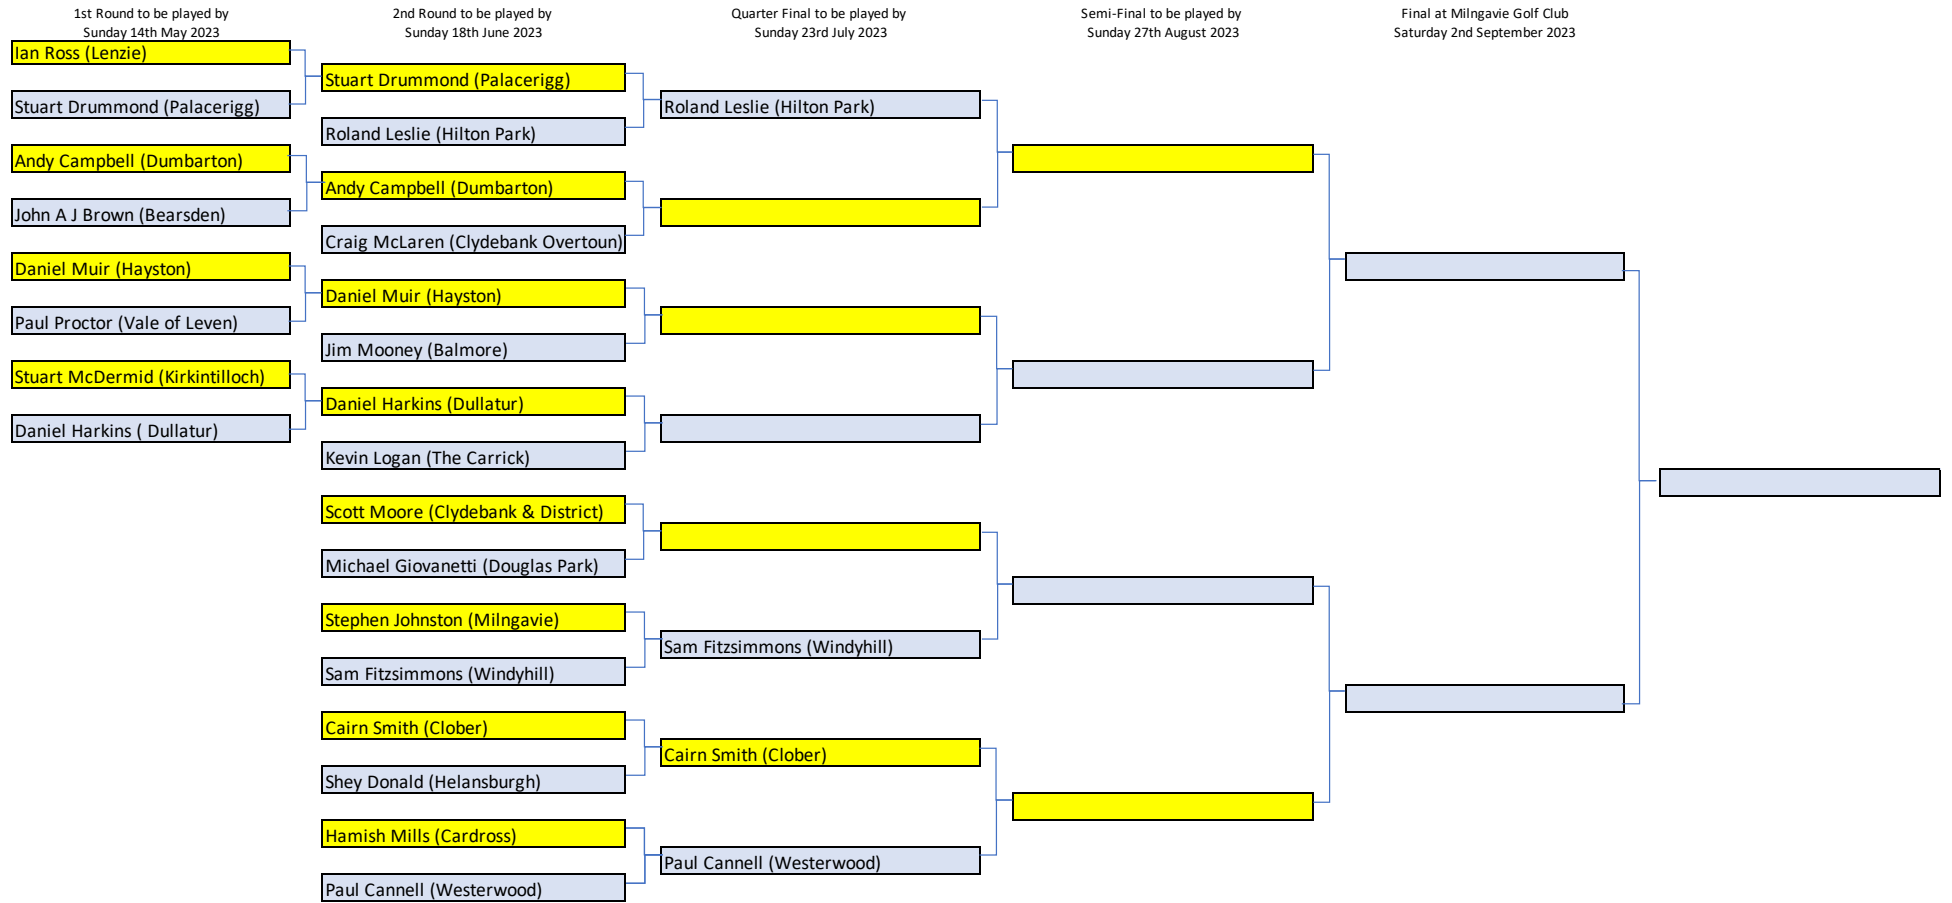 1st Round to be played by
Sunday 14th May 2023
2nd Round to be played by
Sunday 18th June 2023
Quarter Final to be played by
Sunday 23rd July 2023
Semi-Final to be played by
Sunday 27th August 2023
Final at Milngavie Golf Club
Saturday 2nd September 2023
Ian Ross (Lenzie)
Stuart Drummond (Palacerigg)
Andy Campbell (Dumbarton)
John A J Brown (Bearsden)
Daniel Muir (Hayston)
Paul Proctor (Vale of Leven)
Stuart McDermid (Kirkintilloch)
Daniel Harkins ( Dullatur)
Stuart Drummond (Palacerigg)
Roland Leslie (Hilton Park)
Andy Campbell (Dumbarton)
Craig McLaren (Clydebank Overtoun)
Daniel Muir (Hayston)
Jim Mooney (Balmore)
Daniel Harkins (Dullatur)
Kevin Logan (The Carrick)
Scott Moore (Clydebank & District)
Michael Giovanetti (Douglas Park)
Stephen Johnston (Milngavie)
Sam Fitzsimmons (Windyhill)
Cairn Smith (Clober)
Shey Donald (Helansburgh)
Hamish Mills (Cardross)
Paul Cannell (Westerwood)
Roland Leslie (Hilton Park)
Sam Fitzsimmons (Windyhill)
Cairn Smith (Clober)
Paul Cannell (Westerwood)